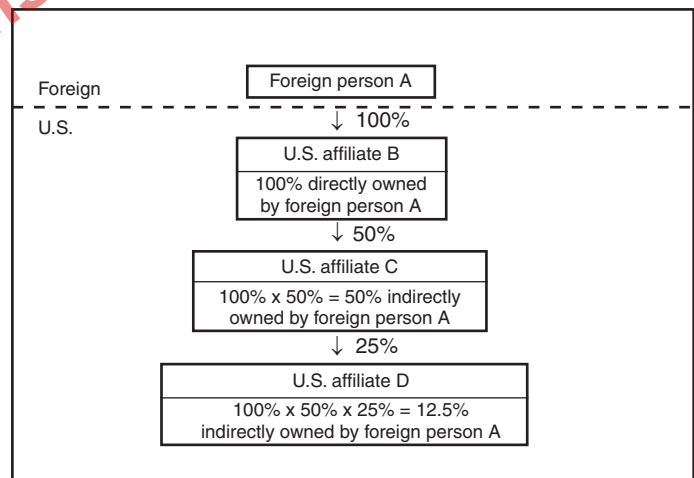 Foreign person A
Foreign
U.S.
↓ 100%
U.S. affiliate B
100% directly owned
by foreign person A
↓ 50%
U.S. affiliate C
100% x 50% = 50% indirectly
owned by foreign person A
↓ 25%
U.S. affiliate D
100% x 50% x 25% = 12.5%
indirectly owned by foreign person A